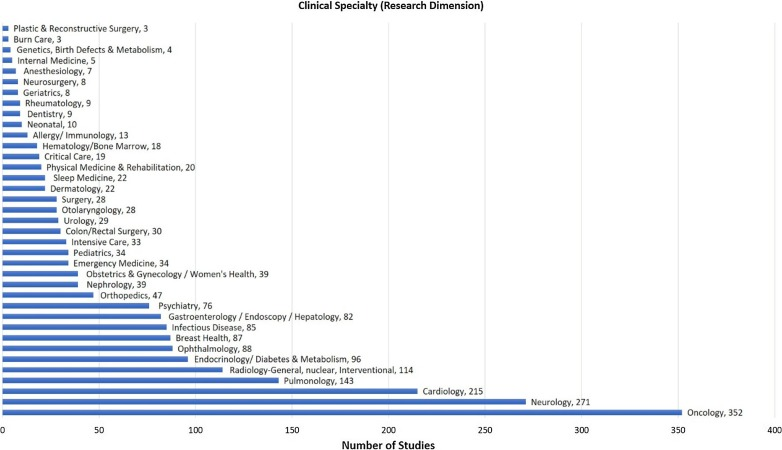 Clinical Specialty (Research Dimension)
Plastic & Reconstructive Surgery, 3
Burn Care, 3
Genetics, Birth Defects & Metabolism, 4
Internal Medicine, 5
Anesthesiology, 7
Neurosurgery, 8
Geriatrics, 8
Rheumatology, 9
Dentistry, 9
Neonatal, 10
Allergy/ Immunology, 13
Hematology/Bone Marrow, 18
Critical Care, 19
Physical Medicine & Rehabilitation, 20
Sleep Medicine, 22
Dermatology, 22
Surgery, 28
Otolaryngology, 28
Urology, 29
Colon/Rectal Surgery, 30
Intensive Care, 33
Pediatrics, 34
Emergency Medicine, 34
Obstetrics & Gynecology / Women's Health, 39
Nephrology, 39
Orthopedics, 47
Psychiatry, 76
Gastroenterology / Endoscopy / Hepatology, 82
Infectious Disease, 85
Breast Health, 87
Ophthalmology, 88
Endocrinology/ Diabetes & Metabolism, 96
Radiology-General, nuclear, Interventional, 114
Pulmonology, 143
Cardiology, 215
Neurology, 271
Oncology, 352
0 50 100 150 200 250 300 350 400
Number of Studies